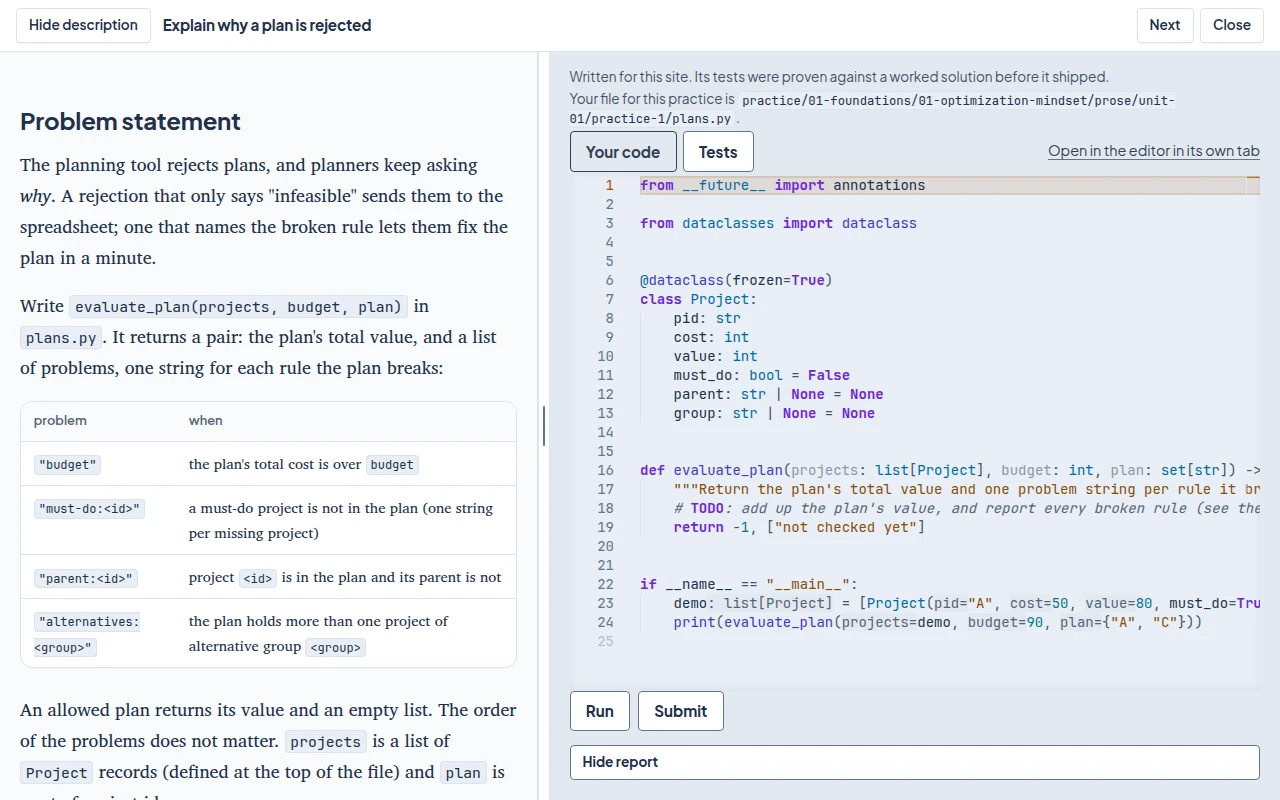 Hide description
Explain why a plan is rejected
Next
Close
Problem statement
The planning tool rejects plans, and planners keep asking
why. A rejection that only says "infeasible" sends them to the
spreadsheet; one that names the broken rule lets them fix the
plan in a minute.
Write evaluate_plan(projects, budget, plan) in
plans.py. It returns a pair: the plan's total value, and a list
of problems, one string for each rule the plan breaks:
problem when
"budget" the plan's total cost is over budget
"must-do:<id>" a must-do project is not in the plan (one string
per missing project)
"parent:<id>" project <id> is in the plan and its parent is not
"alternatives: the plan holds more than one project of
<group>" alternative group <group>
An allowed plan returns its value and an empty list. The order
of the problems does not matter. projects is a list of
Project records (defined at the top of the file) and plan is
Written for this site. Its tests were proven against a worked solution before it shipped.
Your file for this practice is practice/01-foundations/01-optimization-mindset/prose/unit-
01/practice-1/plans.py .
Your code
Tests
Open in the editor in its own tab
1 from __future__ import annotations
2
3 from dataclasses import dataclass
4
5
6 @dataclass(frozen=True)
7 class Project:
8 pid: str
9 cost: int
10 value: int
11 must_do: bool = False
12 parent: str | None = None
13 group: str | None = None
14
15
16 def evaluate_plan(projects: list[Project], budget: int, plan: set[str]) ->
17 """Return the plan's total value and one problem string per rule it br
18 # TODO: add up the plan's value, and report every broken rule (see the
19 return -1, ["not checked yet"]
20
21
22 if __name__ == "__main__":
23 demo: list[Project] = [Project(pid="A", cost=50, value=80, must_do=Tru
24 print(evaluate_plan(projects=demo, budget=90, plan={"A", "C"}))
25
Run
Submit
Hide report